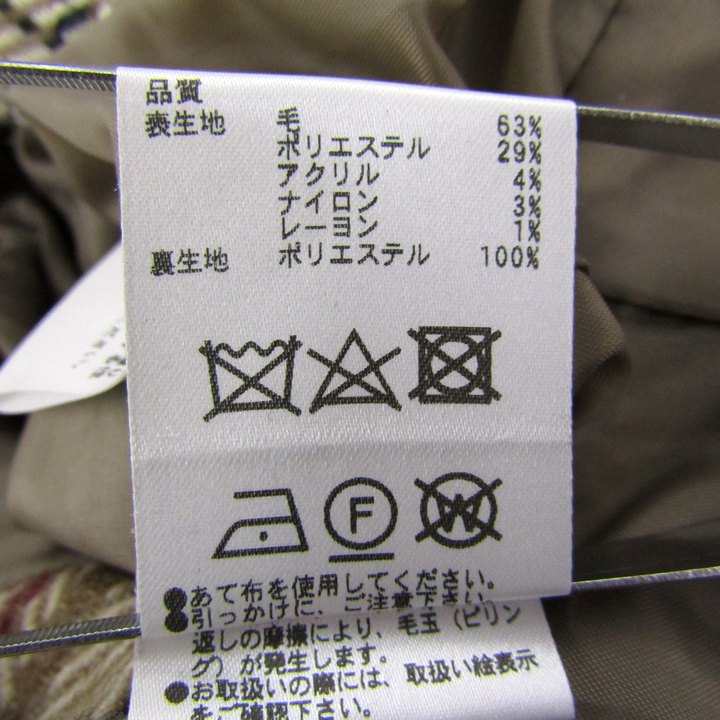 品質
表生地 毛 63%
ポリエステル 29%
アクリル 4%
ナイロン 3%
レーヨン 1%
裏生地 ポリエステル 100%
F
W
●あて布を使用してください。
●引っかけに、ご注意下さい。
返しの摩擦により、毛玉（ピリン
グ）が発生します。
●お取扱いの際には、取扱い絵表示
をご確認ください。